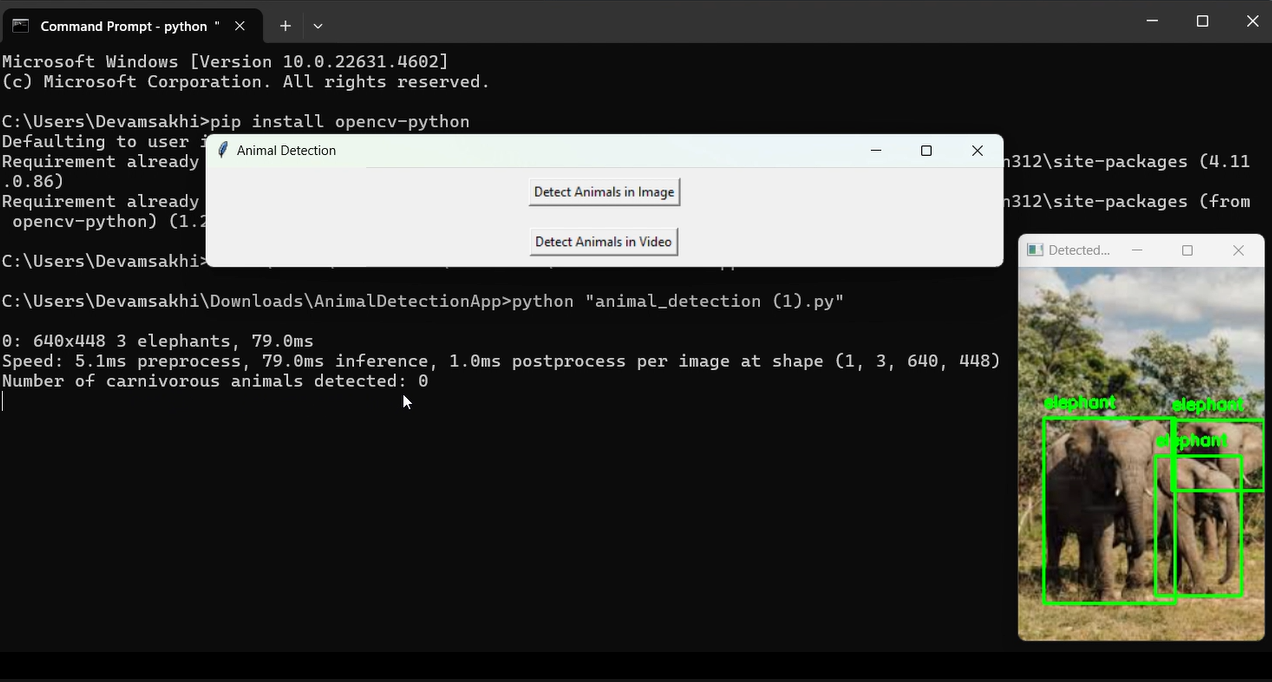 Command Prompt - python "
Microsoft Windows [Version 10.0.22631.4602]
(c) Microsoft Corporation. All rights reserved.
C:\Users\Devamsakhi>pip install opencv-python
Defaulting to user
Animal Detection
Requirement already
n312\site-packages (4.11
.0.86)
Detect Animals in Image
Requirement already
n312\site-packages (from
opencv-python) (1.2
Detect Animals in Video
C:\Users\Devamsakhi>
Detected...
C:\Users\Devamsakhi\Downloads\AnimalDetectionApp>python "animal_detection (1).py"
0: 640x448 3 elephants, 79.0ms
Speed: 5.1ms preprocess, 79.0ms inference, 1.0ms postprocess per image at shape (1, 3, 640, 448)
Number of carnivorous animals detected: 0
elephant
elephant
elephant